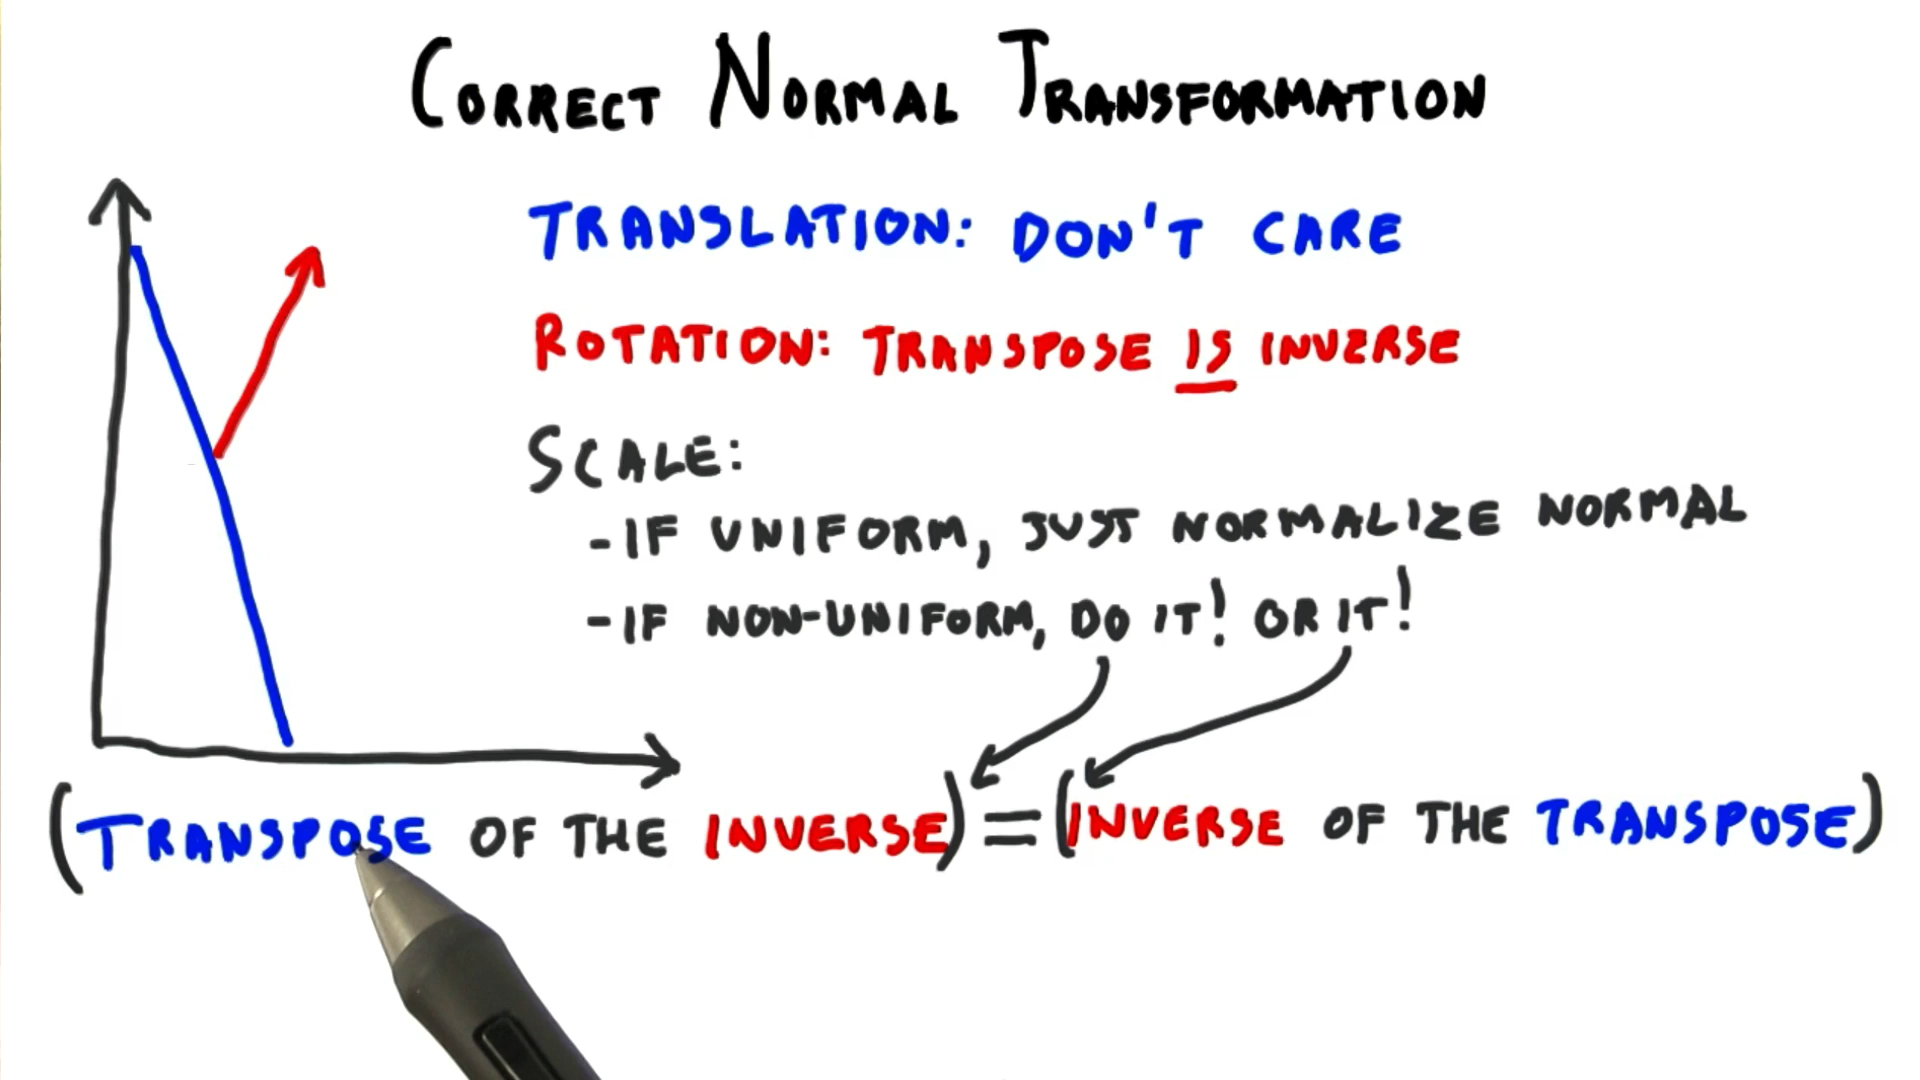 CORRECT NORMAL TRANSFORMATION
TRANSLATION: DON'T CARE
ROTATION: TRANSPOSE IS INVERSE
SCALE:
-IF UNIFORM, JUST NORMALIZE NORMAL
-IF NON-UNIFORM, DO IT! OR IT!
(TRANSPOSE OF THE INVERSE) = (INVERSE OF THE TRANSPOSE)